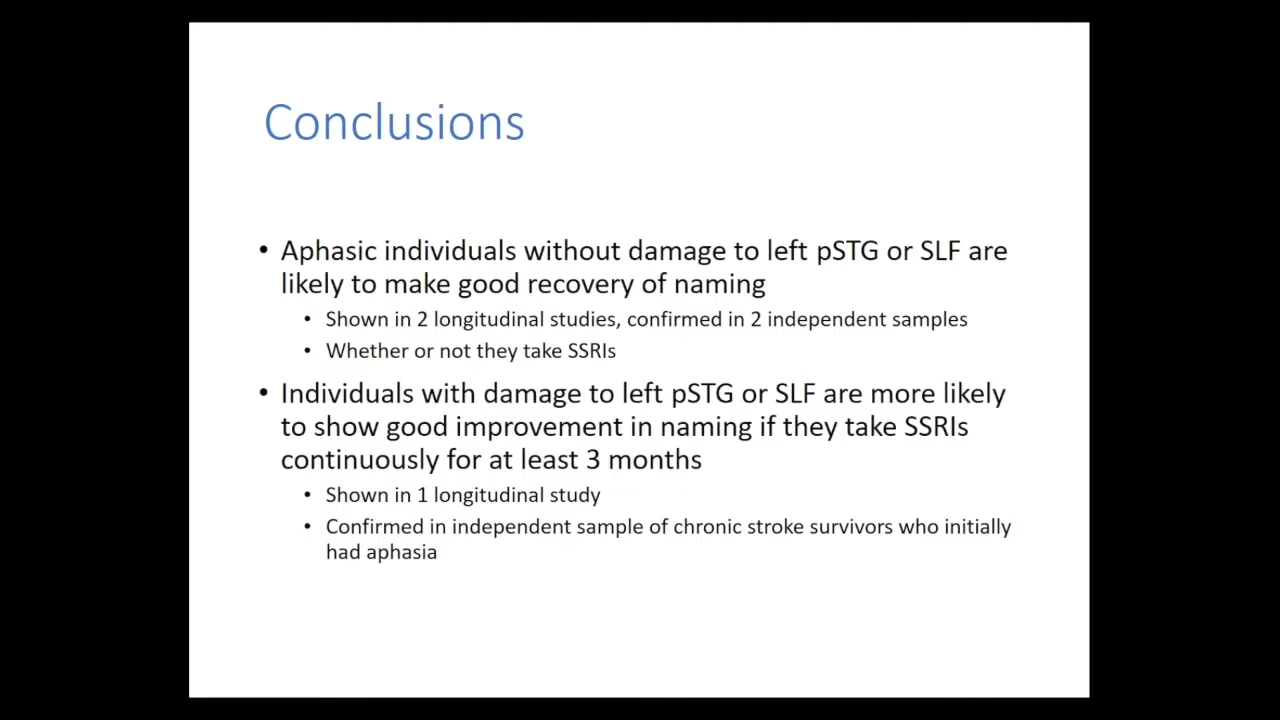 Conclusions
• Aphasic individuals without damage to left pSTG or SLF are
likely to make good recovery of naming
• Shown in 2 longitudinal studies, confirmed in 2 independent samples
• Whether or not they take SSRIs
• Individuals with damage to left pSTG or SLF are more likely
to show good improvement in naming if they take SSRIs
continuously for at least 3 months
• Shown in 1 longitudinal study
• Confirmed in independent sample of chronic stroke survivors who initially
had aphasia